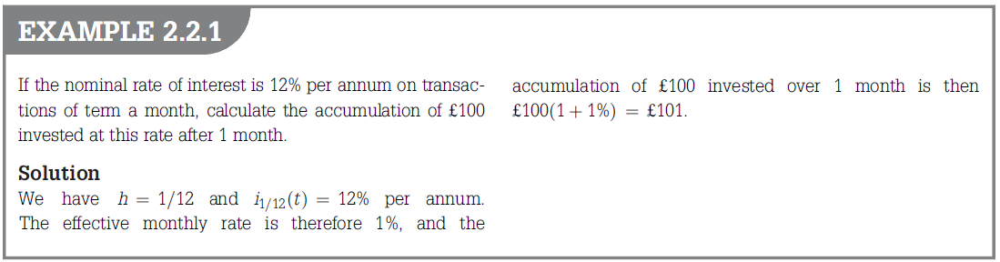 EXAMPLE 2.2.1
If the nominal rate of interest is 12% per annum on transac-
tions of term a month, calculate the accumulation of £100
invested at this rate after 1 month.
Solution
We have h = 1/12 and i_{1/12}(t) = 12% per annum.
The effective monthly rate is therefore 1%, and the
accumulation of £100 invested over 1 month is then
£100(1 + 1%) = £101.